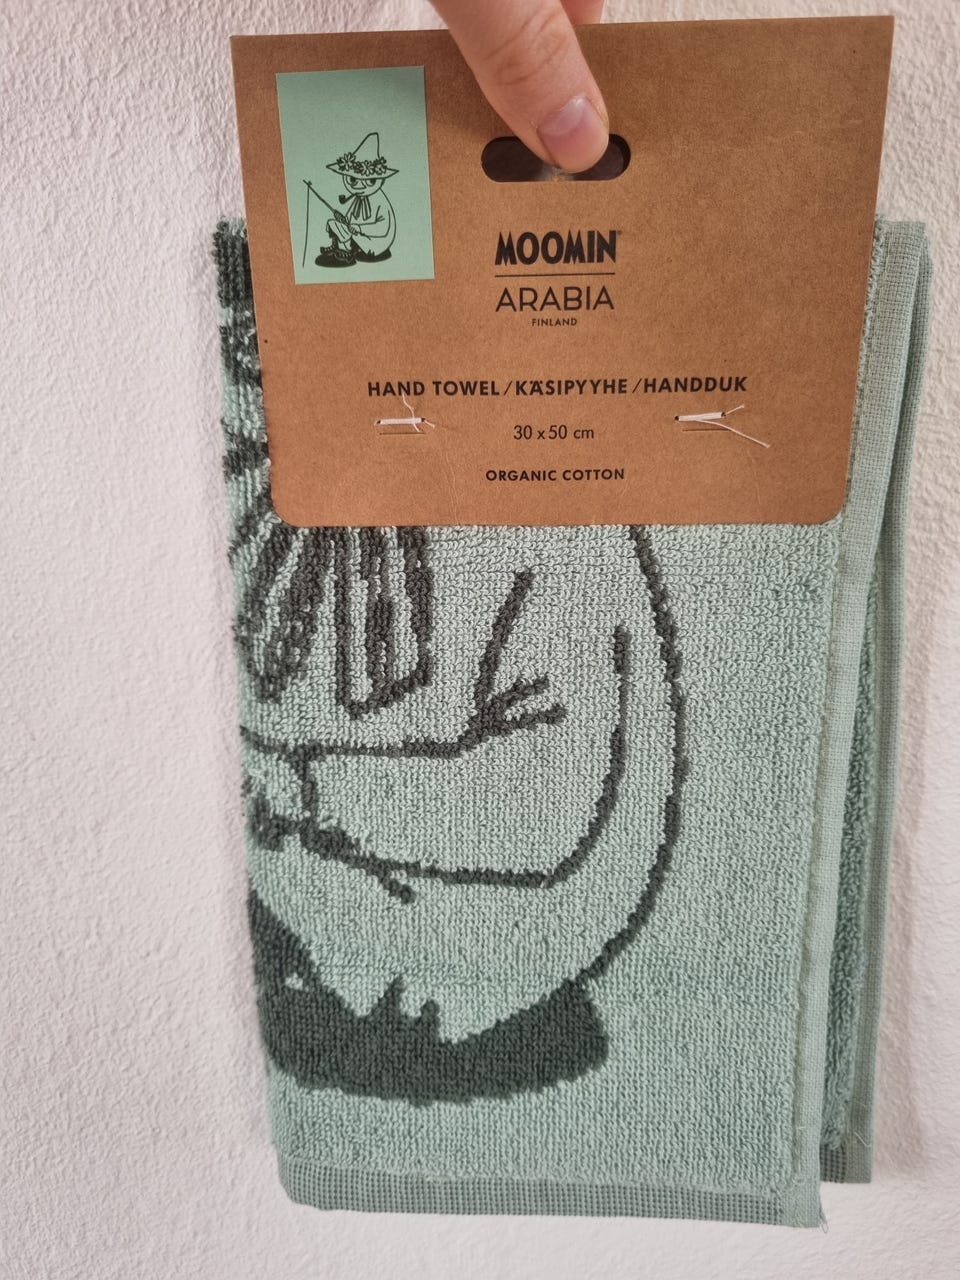 MOOMIN®
ARABIA
FINLAND
HAND TOWEL/KÄSIPYYHE/HANDDUK
30 x 50 cm
ORGANIC COTTON